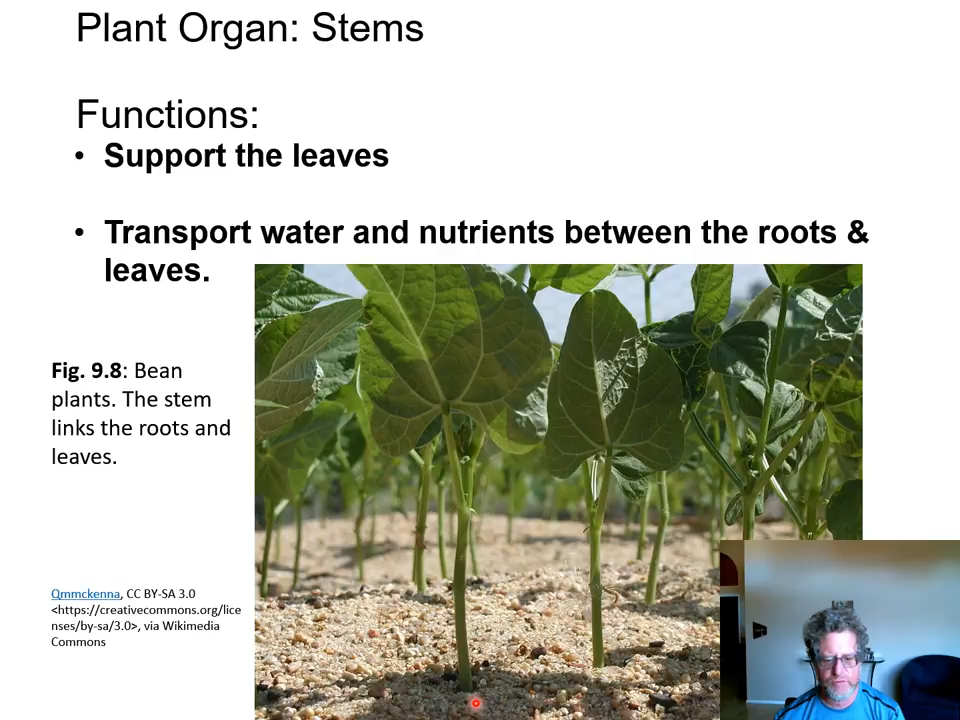 Plant Organ: Stems
Functions:
• Support the leaves
• Transport water and nutrients between the roots &
leaves.
Fig. 9.8: Bean
plants. The stem
links the roots and
leaves.
Qmmckenna, CC BY-SA 3.0
<https://creativecommons.org/lice
nses/by-sa/3.0>, via Wikimedia
Commons